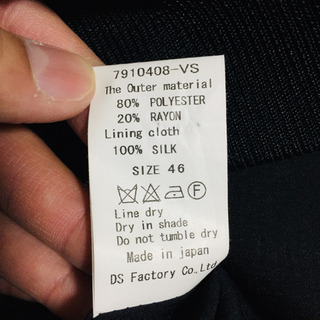 7910408-VS
The Outer material
80% POLYESTER
20% RAYON
Lining cloth
100% SILK
SIZE 46
F
Line dry
Dry in shade
Do not tumble dry
Made in japan
DS Factory Co.,Ltd.